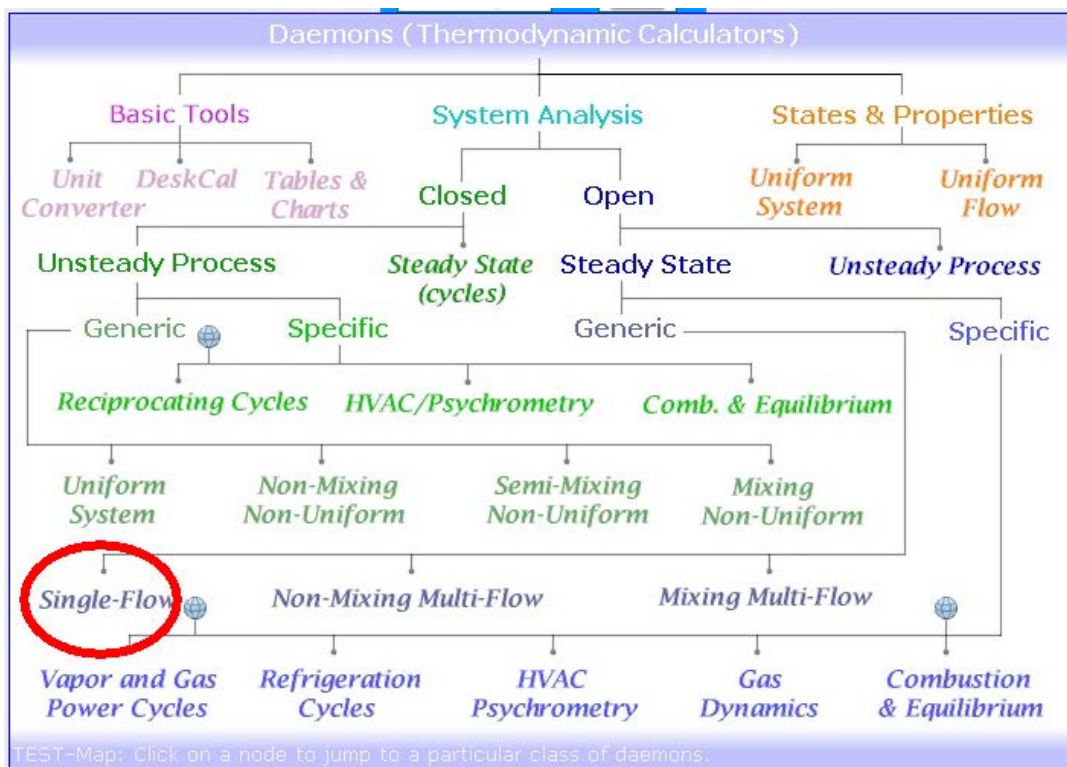 Daemons (Thermodynamic Calculators)
Basic Tools
System Analysis
States & Properties
Unit
Converter
DeskCal
Tables &
Charts
Closed
Open
Uniform
System
Uniform
Flow
Unsteady Process
Steady State
(cycles)
Steady State
Unsteady Process
Generic
Specific
Generic
Specific
Reciprocating Cycles
HVAC/Psychrometry
Comb. & Equilibrium
Uniform
System
Non-Mixing
Non-Uniform
Semi-Mixing
Non-Uniform
Mixing
Non-Uniform
Single-Flow
Non-Mixing Multi-Flow
Mixing Multi-Flow
Vapor and Gas
Power Cycles
Refrigeration
Cycles
HVAC
Psychrometry
Gas
Dynamics
Combustion
& Equilibrium
TEST-Map: Click on a node to jump to a particular class of daemons.